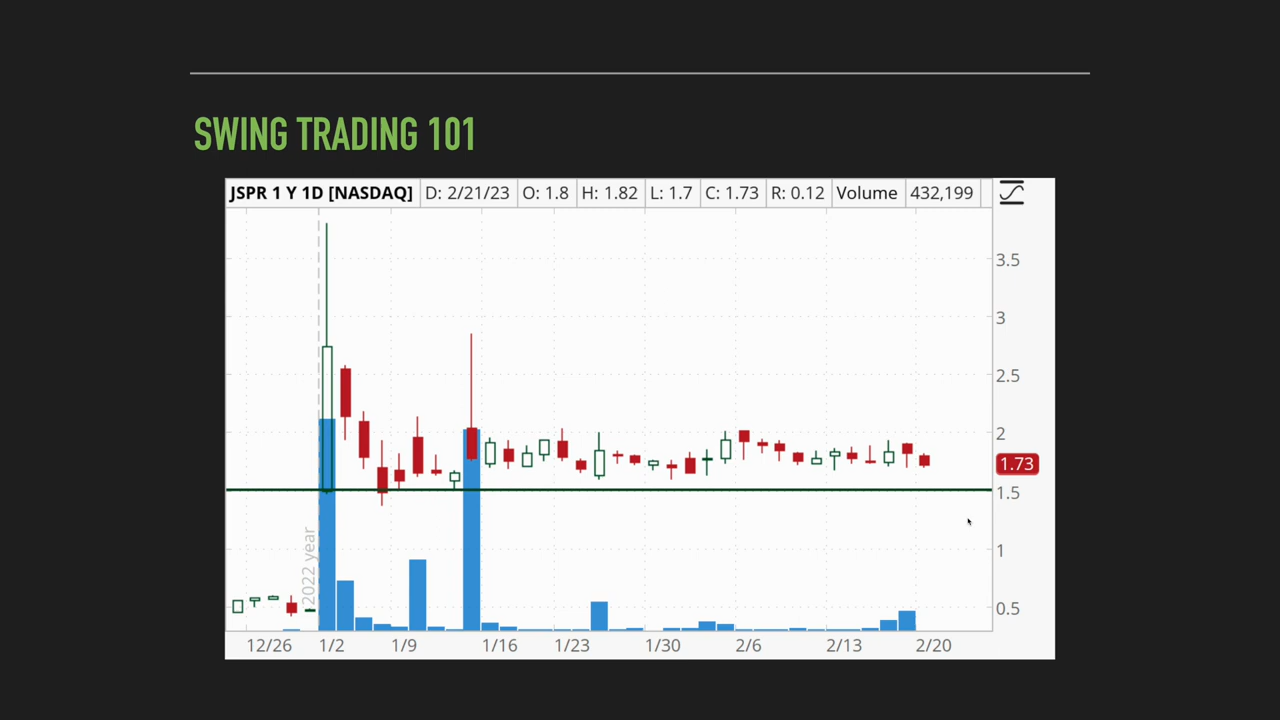 SWING TRADING 101
JSPR 1 Y 1D [NASDAQ] D: 2/21/23 O: 1.8 H: 1.82 L: 1.7 C: 1.73 R: 0.12 Volume 432,199
3.5
3
2.5
2
1.73
1.5
1
0.5
2022 year
12/26 1/2 1/9 1/16 1/23 1/30 2/6 2/13 2/20